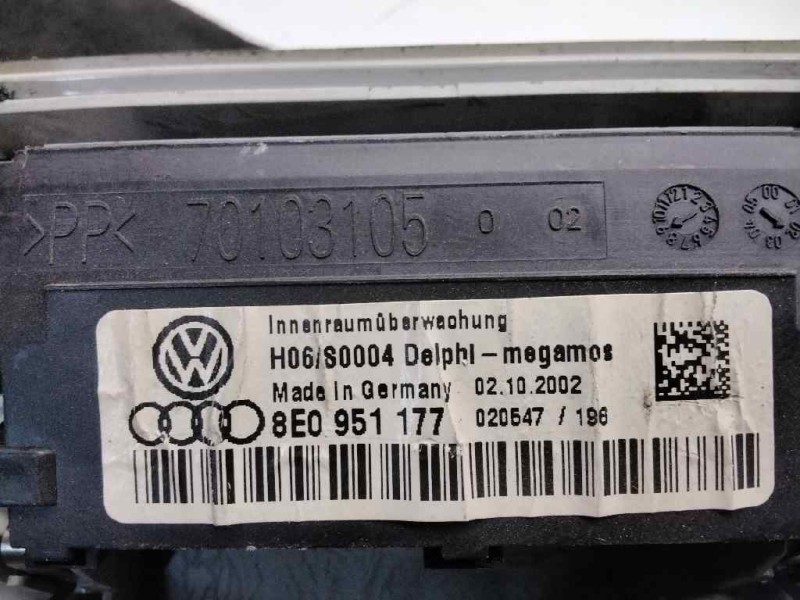 >PP< 70103105 0 02
Innenraumüberwachung
H06/S0004 Delphi-megamos
Made in Germany 02.10.2002
8E0 951 177 020547 / 196